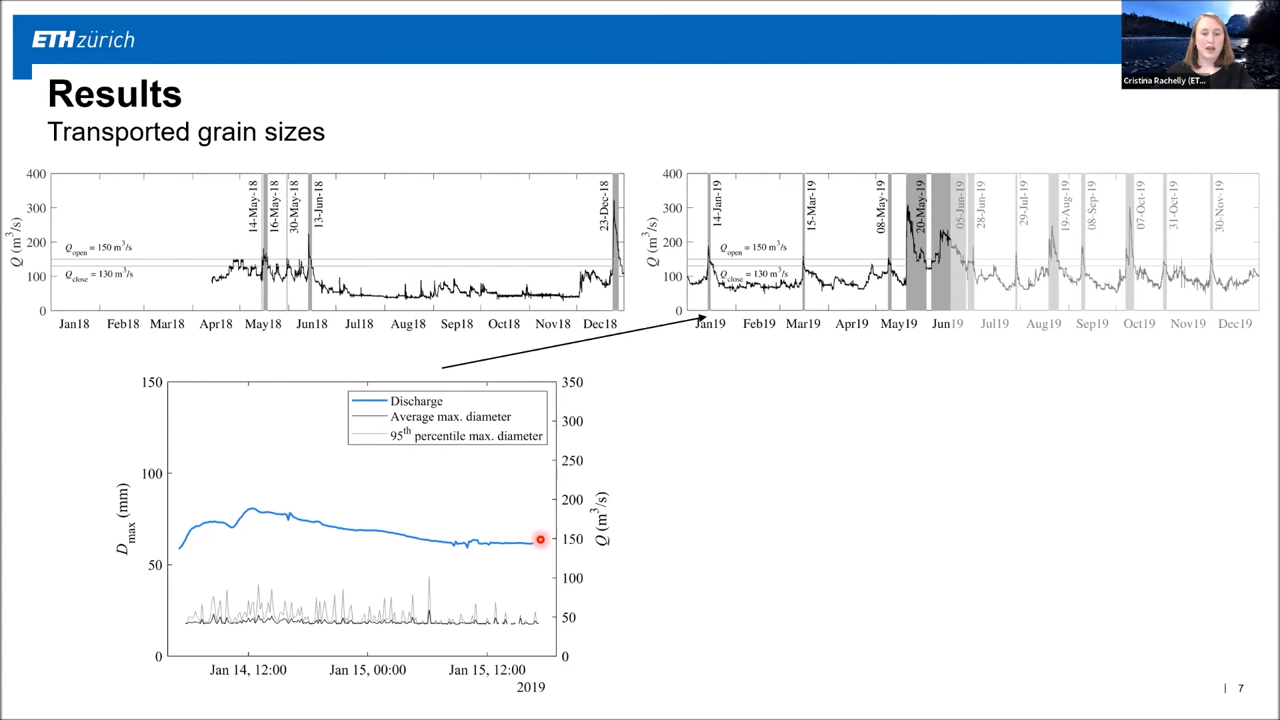 ETH zürich
Cristina Rachelly (ET...
Results
Transported grain sizes
400
300
200
100
0
Q (m³/s)
Q_open = 150 m³/s
Q_close = 130 m³/s
14-May-18
16-May-18
30-May-18
13-Jun-18
23-Dec-18
Jan18 Feb18 Mar18 Apr18 May18 Jun18 Jul18 Aug18 Sep18 Oct18 Nov18 Dec18
400
300
200
100
0
Q (m³/s)
Q_open = 150 m³/s
Q_close = 130 m³/s
14-Jan-19
15-Mar-19
08-May-19
20-May-19
05-Jun-19
28-Jun-19
29-Jul-19
19-Aug-19
08-Sep-19
07-Oct-19
31-Oct-19
30-Nov-19
Jan19 Feb19 Mar19 Apr19 May19 Jun19 Jul19 Aug19 Sep19 Oct19 Nov19 Dec19
150
100
50
0
D_max (mm)
Discharge
Average max. diameter
95th percentile max. diameter
350
300
250
200
150
100
50
0
Q (m³/s)
Jan 14, 12:00 Jan 15, 00:00 Jan 15, 12:00
2019
| 7